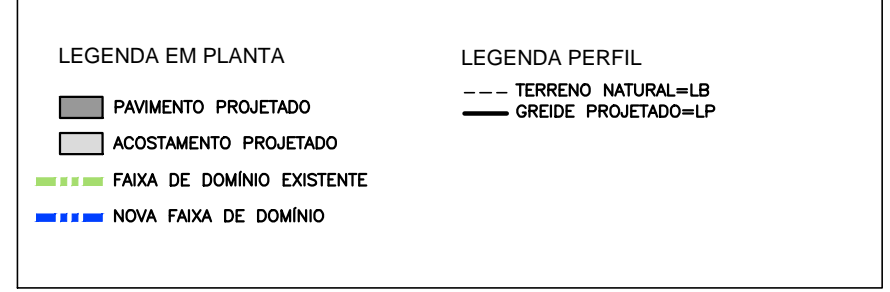 LEGENDA EM PLANTA
PAVIMENTO PROJETADO
ACOSTAMENTO PROJETADO
FAIXA DE DOMÍNIO EXISTENTE
NOVA FAIXA DE DOMÍNIO
LEGENDA PERFIL
TERRENO NATURAL=LB
GREIDE PROJETADO=LP